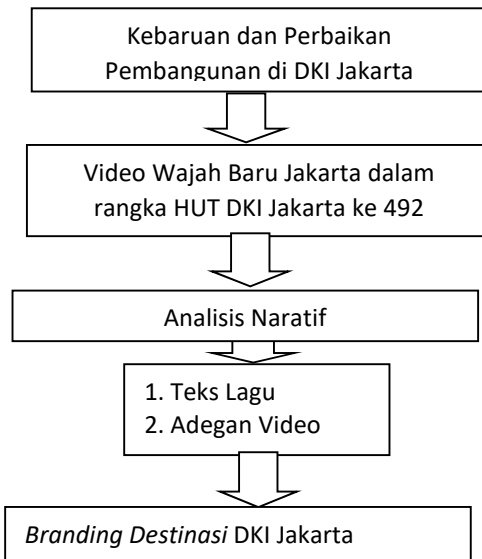 Kebaruan dan Perbaikan
Pembangunan di DKI Jakarta
Video Wajah Baru Jakarta dalam
rangka HUT DKI Jakarta ke 492
Analisis Naratif
1. Teks Lagu
2. Adegan Video
Branding Destinasi DKI Jakarta